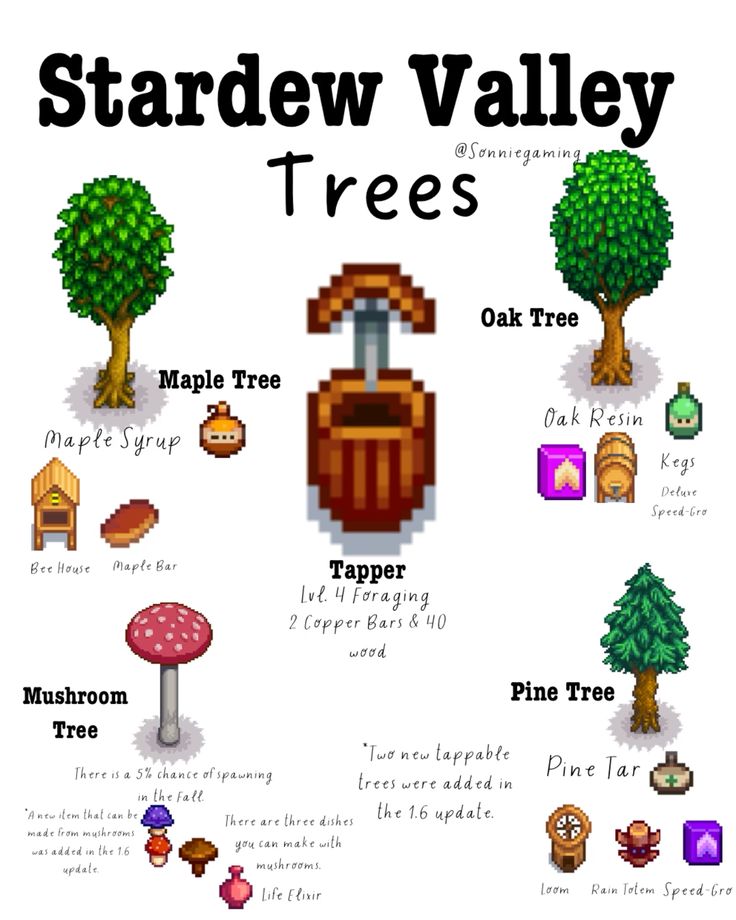 Stardew Valley
@Sonniegaming
Trees
Oak Tree
Maple Tree
Oak Resin
Maple Syrup
Kegs
Deluxe
Speed-Gro
Bee House
Maple Bar
Tapper
Lvl. 4 Foraging
2 Copper Bars & 40
wood
Mushroom
Tree
Pine Tree
There is a 5% chance of spawning
in the Fall.
*Two new tappable
trees were added in
the 1.6 update.
Pine Tar
*A new item that can be
made from mushrooms
was added in the 1.6
update.
There are three dishes
you can make with
mushrooms.
Life Elixir
Loom
Rain Totem
Speed-Gro